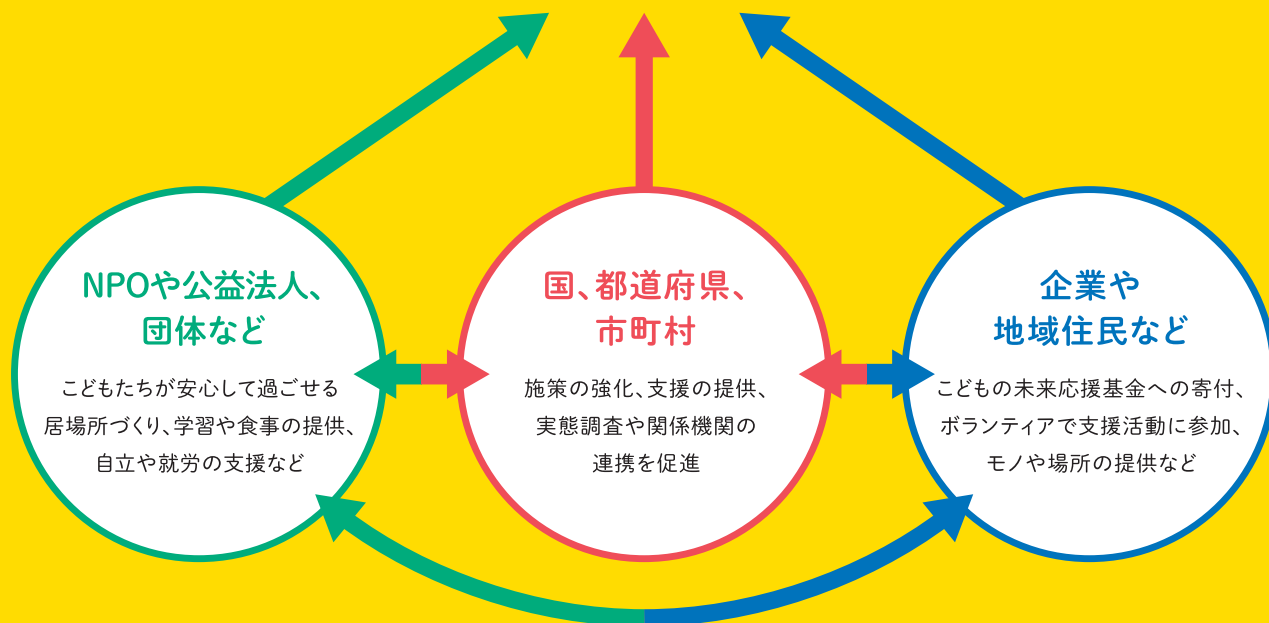 NPOや公益法人、
団体など
こどもたちが安心して過ごせる
居場所づくり、学習や食事の提供、
自立や就労の支援など
国、都道府県、
市町村
施策の強化、支援の提供、
実態調査や関係機関の
連携を促進
企業や
地域住民など
こどもの未来応援基金への寄付、
ボランティアで支援活動に参加、
モノや場所の提供など